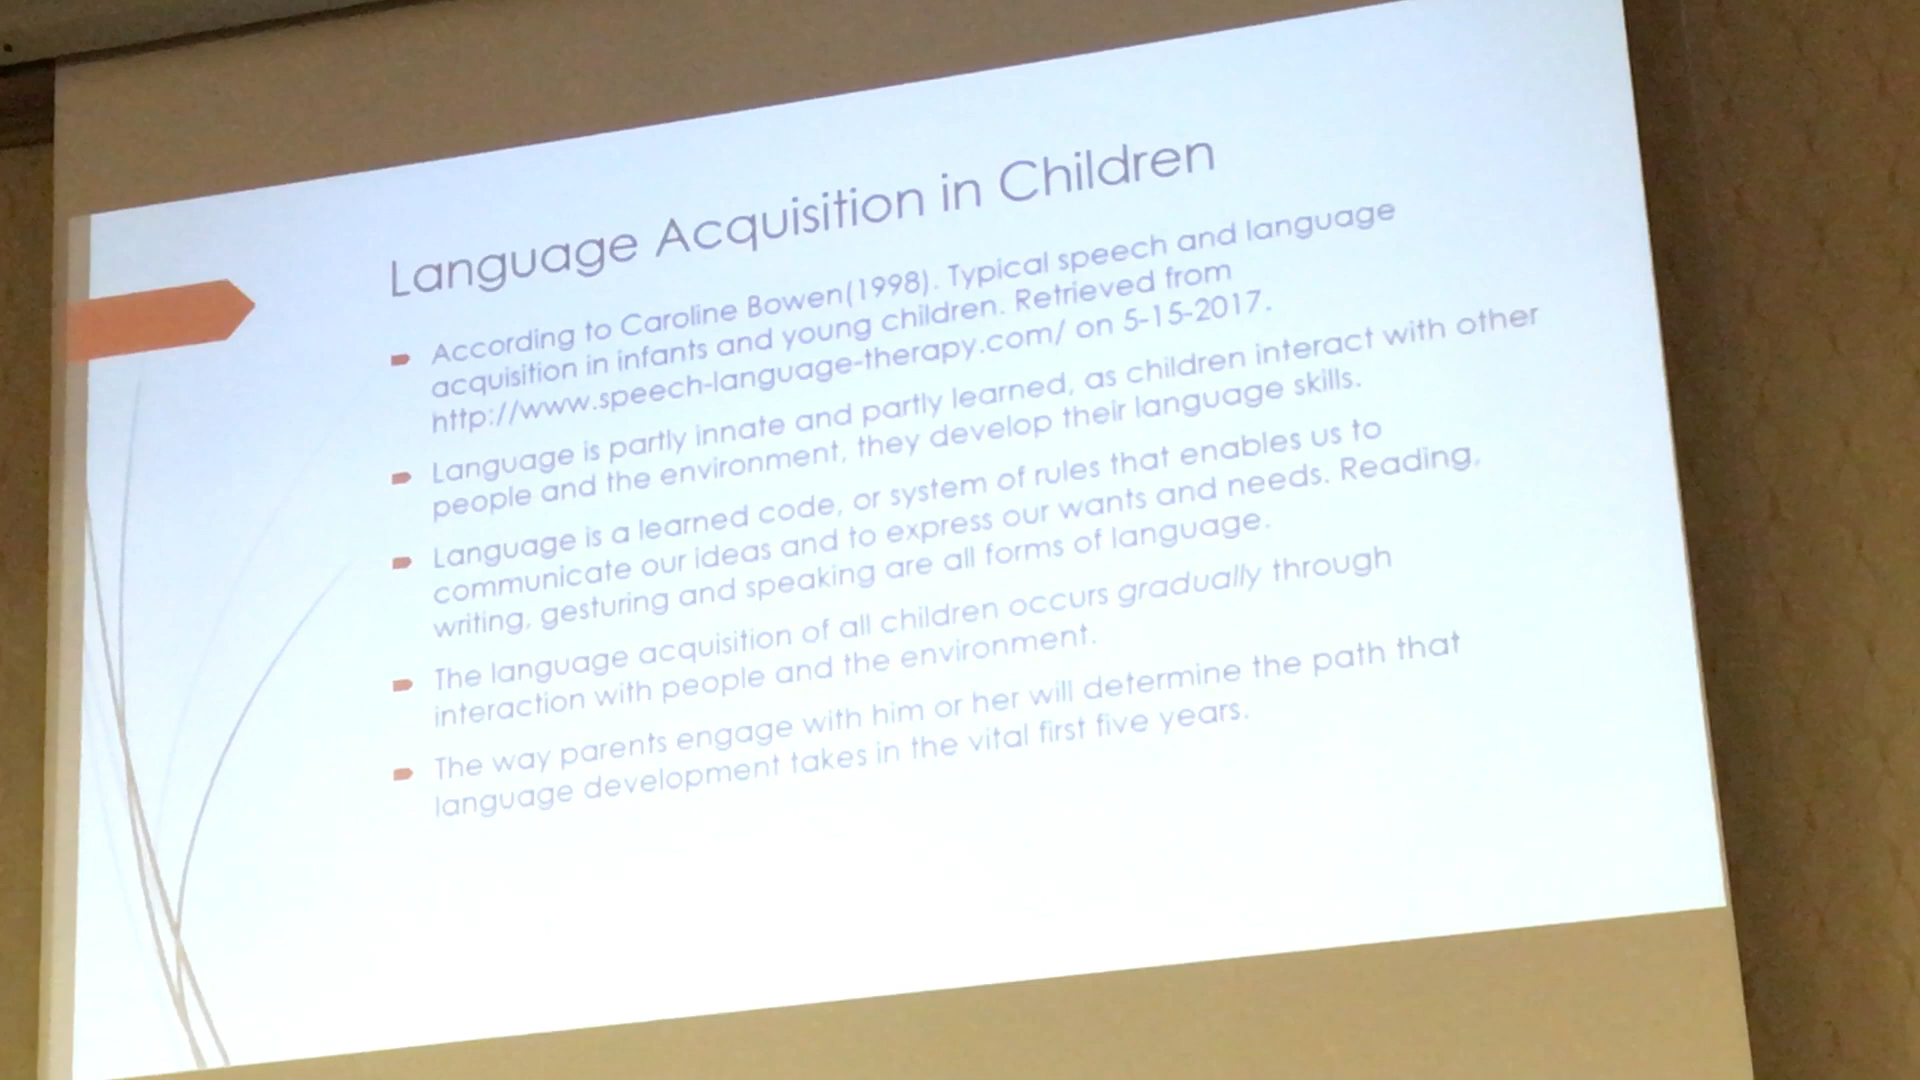 Language Acquisition in Children
According to Caroline Bowen(1998). Typical speech and language
acquisition in infants and young children. Retrieved from
http://www.speech-language-therapy.com/ on 5-15-2017.
Language is partly innate and partly learned, as children interact with other
people and the environment, they develop their language skills.
Language is a learned code, or system of rules that enables us to
communicate our ideas and to express our wants and needs. Reading,
writing, gesturing and speaking are all forms of language.
The language acquisition of all children occurs gradually through
interaction with people and the environment.
The way parents engage with him or her will determine the path that
language development takes in the vital first five years.